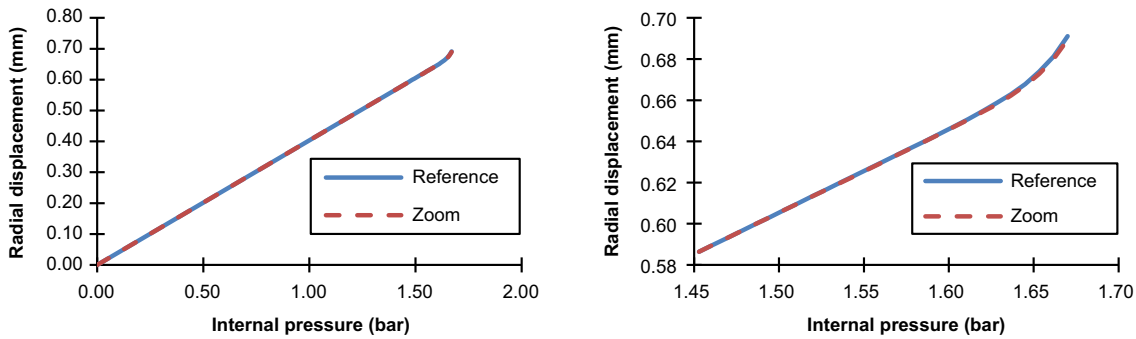 Radial displacement (mm)
0.80
0.70
0.60
0.50
0.40
0.30
0.20
0.10
0.00
0.00 0.50 1.00 1.50 2.00
Internal pressure (bar)
Reference
Zoom
Radial displacement (mm)
0.70
0.68
0.66
0.64
0.62
0.60
0.58
1.45 1.50 1.55 1.60 1.65 1.70
Internal pressure (bar)
Reference
Zoom